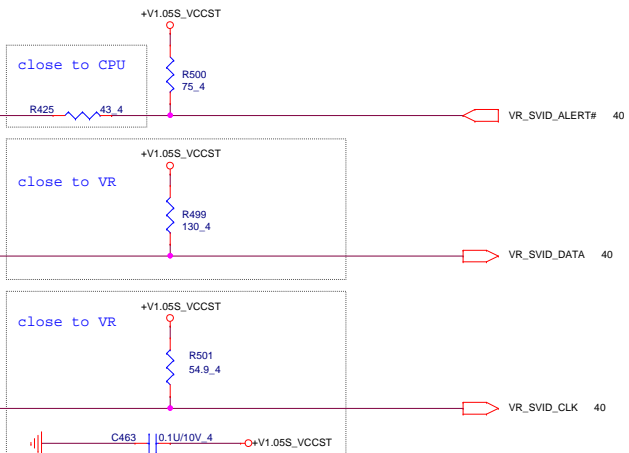 +V1.05S_VCCST
close to CPU
R500
75_4
R425 43_4
VR_SVID_ALERT# 40
+V1.05S_VCCST
close to VR
R499
130_4
VR_SVID_DATA 40
+V1.05S_VCCST
close to VR
R501
54.9_4
VR_SVID_CLK 40
C463 0.1U/10V_4 +V1.05S_VCCST